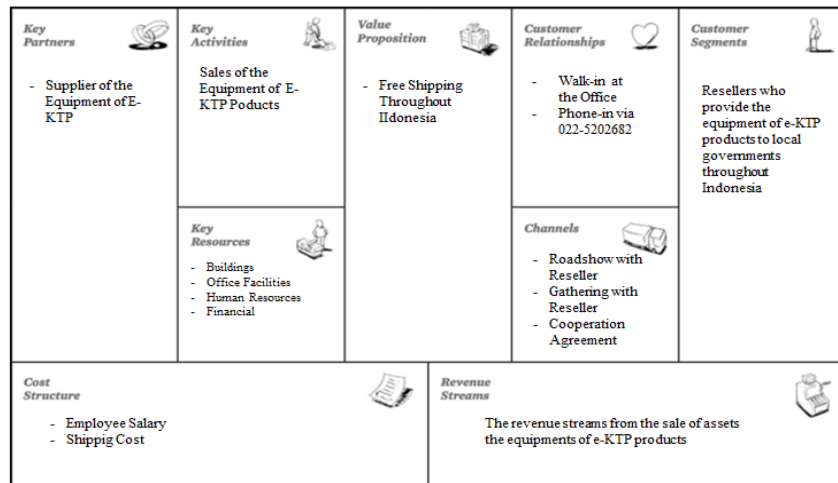 Key
Partners
- Supplier of the
Equipment of E-
KTP
Key
Activities
Sales of the
Equipment of E-
KTP Poducts
Key
Resources
- Buildings
- Office Facilities
- Human Resources
- Financial
Value
Proposition
- Free Shipping
Throughout
IIdonesia
Customer
Relationships
- Walk-in at
the Office
- Phone-in via
022-5202682
Channels
- Roadshow with
Reseller
- Gathering with
Reseller
- Cooperation
Agreement
Customer
Segments
Resellers who
provide the
equipment of e-KTP
products to local
governments
throughout
Indonesia
Cost
Structure
- Employee Salary
- Shippig Cost
Revenue
Streams
The revenue streams from the sale of assets
the equipments of e-KTP products